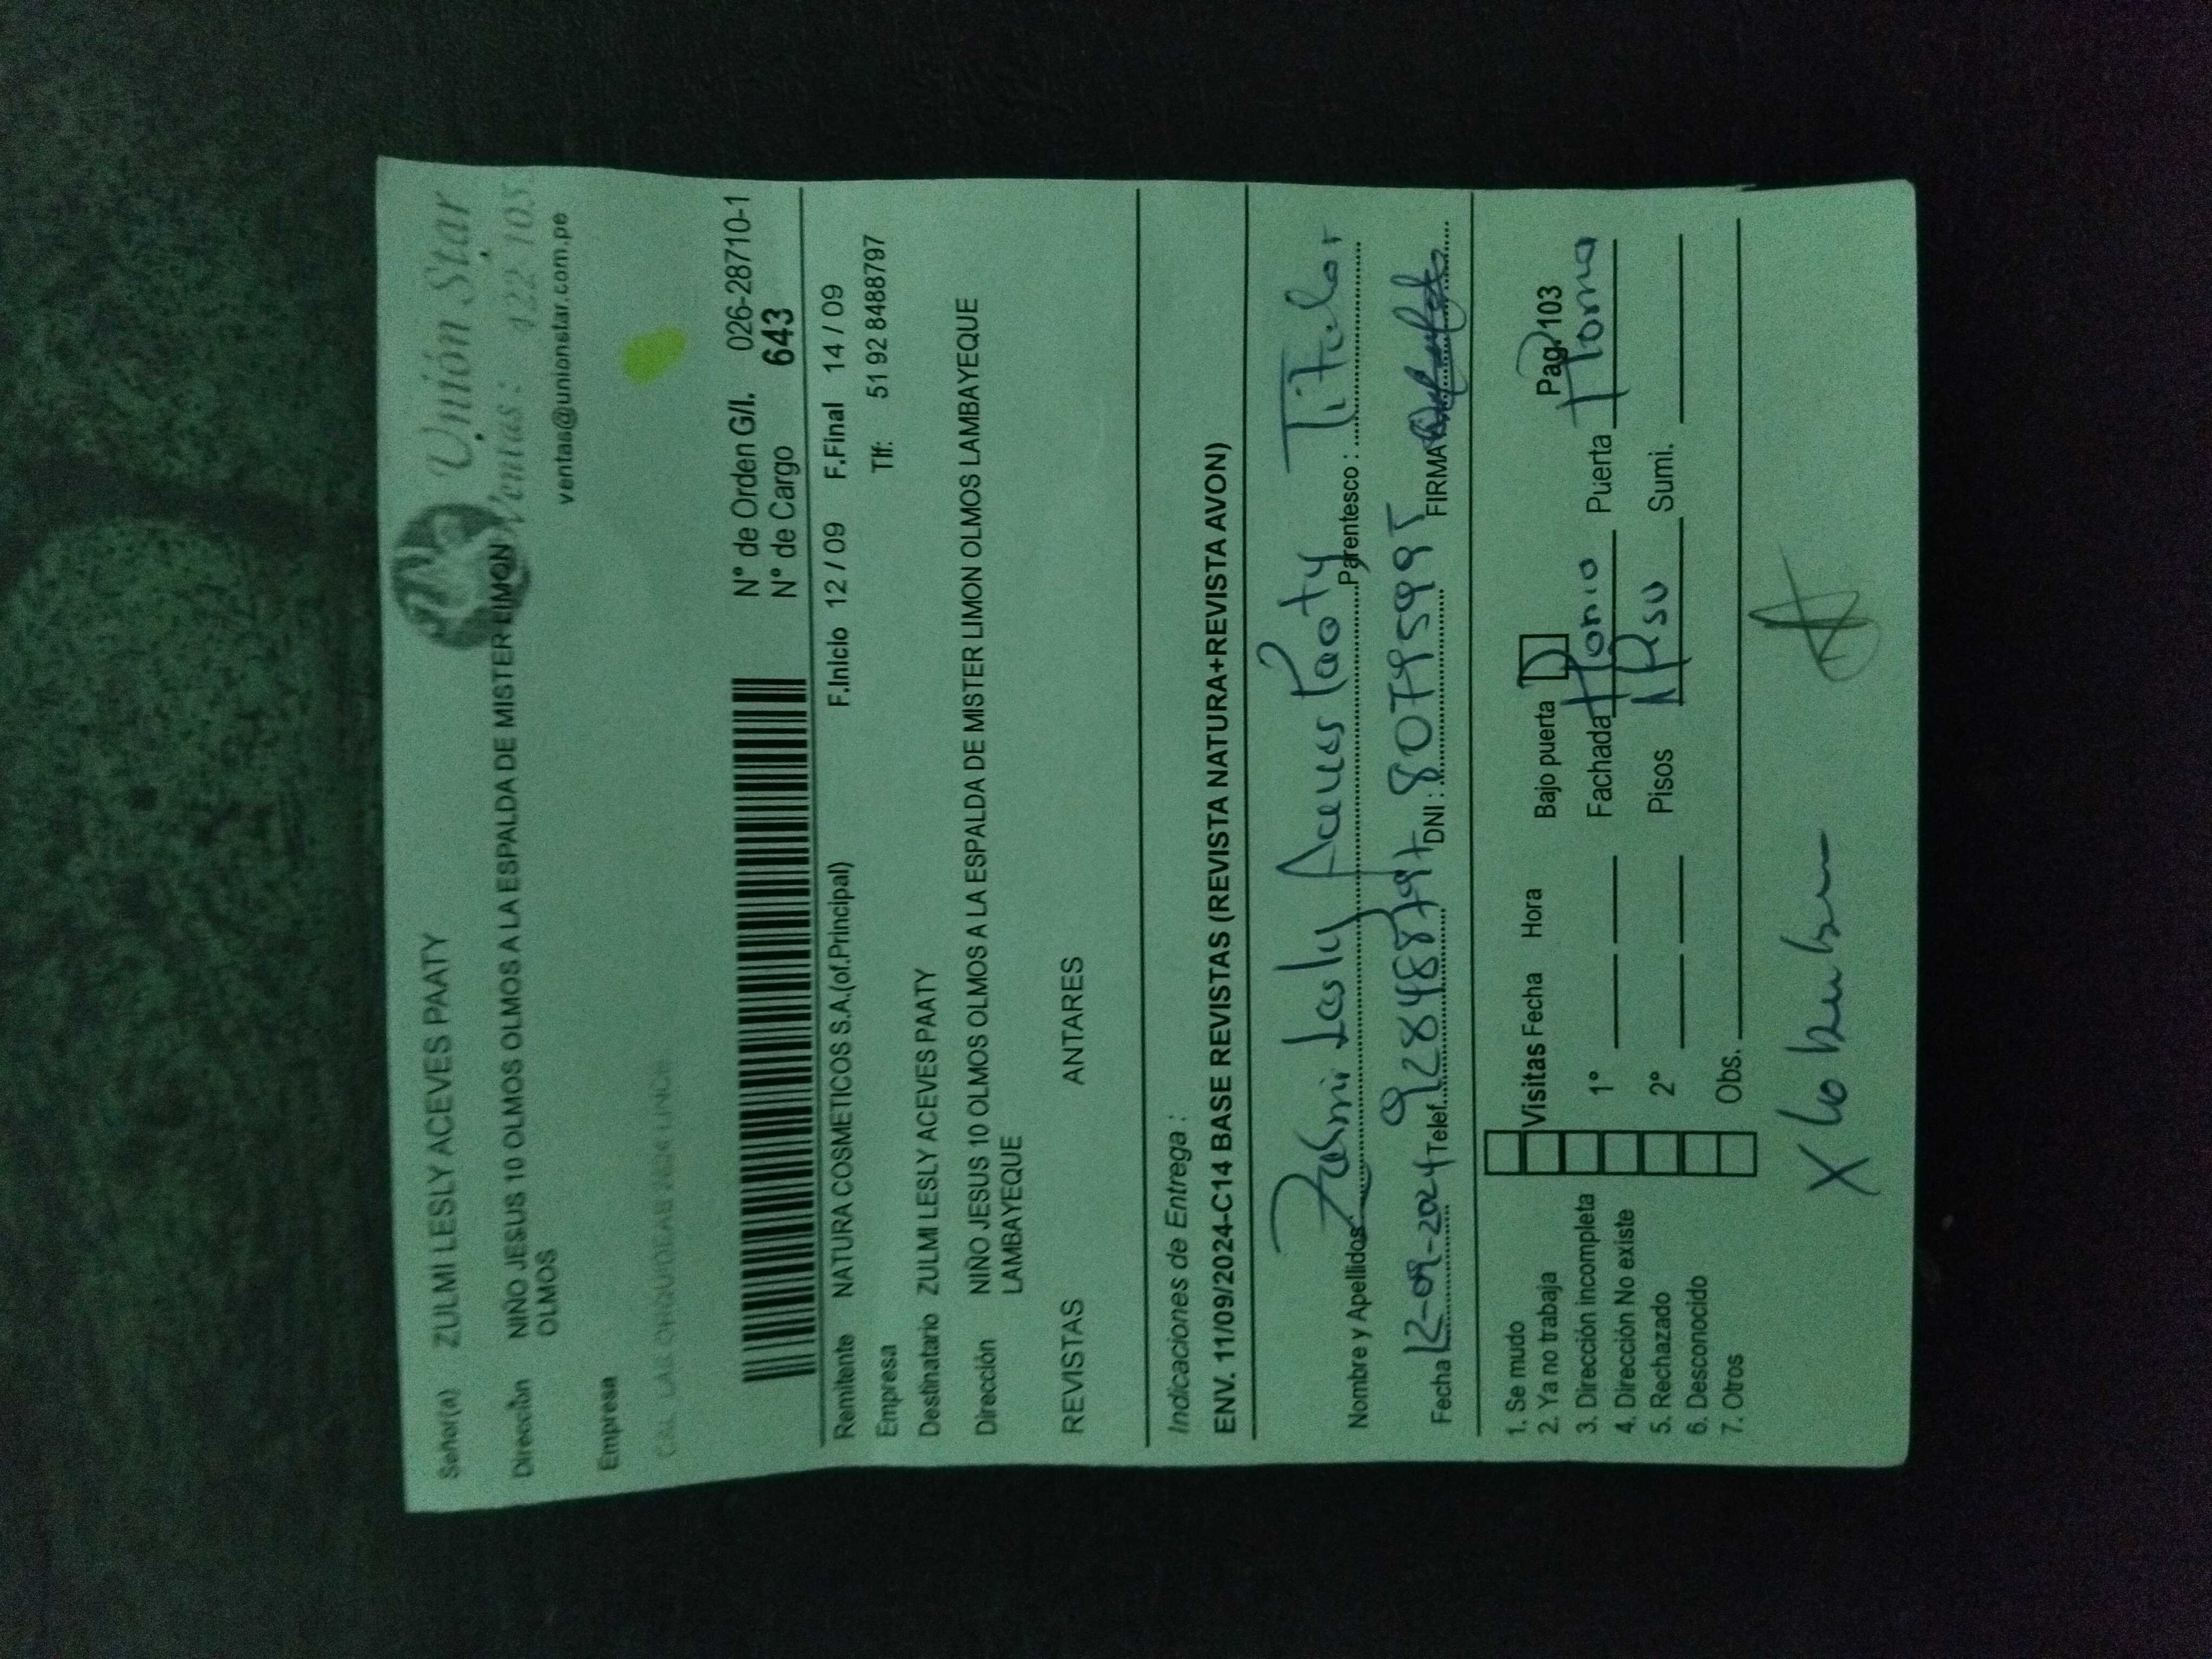 Señor(a) ZULMI LESLY ACEVES PAATY
Unión Star
Ventas: 422 105
ventas@unionstar.com.pe
Dirección NIÑO JESUS 10 OLMOS OLMOS A LA ESPALDA DE MISTER LIMON
OLMOS
Empresa
CAL LAS ORQUIDEAS 2484 LINCE
N° de Orden G/I. 026-28710-1
N° de Cargo 643
Remitente NATURA COSMETICOS S.A.(of.Principal) F.Inicio 12 / 09 F.Final 14 / 09
Empresa Tlf: 51 92 8488797
Destinatario ZULMI LESLY ACEVES PAATY
Dirección NIÑO JESUS 10 OLMOS OLMOS A LA ESPALDA DE MISTER LIMON OLMOS LAMBAYEQUE
LAMBAYEQUE
REVISTAS ANTARES
Indicaciones de Entrega :
ENV. 11/09/2024-C14 BASE REVISTAS (REVISTA NATURA+REVISTA AVON)
Nombre y Apellidos Zulmi Lesly Aceves Paaty Parentesco : Titular
Fecha 12-09-2024 Telef. 928488797 DNI : 80795995 FIRMA
1. Se mudo
2. Ya no trabaja
3. Dirección incompleta
4. Dirección No existe
5. Rechazado
6. Desconocido
7. Otros
Visitas Fecha Hora Bajo puerta Pag. 103
1° Fachada Puerta
2° Pisos Sumi.
Obs.
X